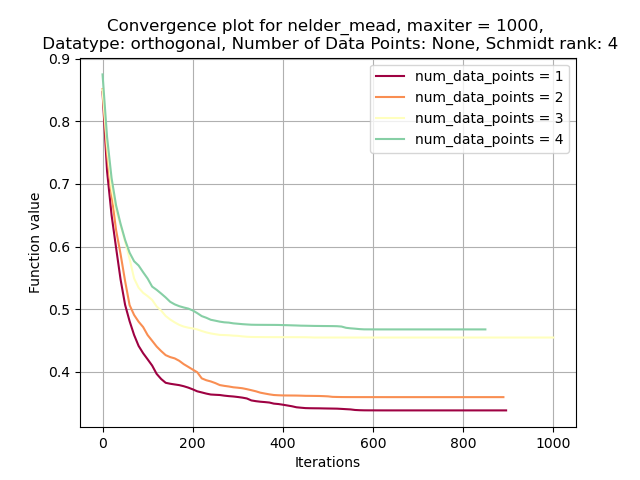 Convergence plot for nelder_mead, maxiter = 1000,
Datatype: orthogonal, Number of Data Points: None, Schmidt rank: 4
0.9
0.8
0.7
0.6
0.5
0.4
Function value
num_data_points = 1
num_data_points = 2
num_data_points = 3
num_data_points = 4
0 200 400 600 800 1000
Iterations